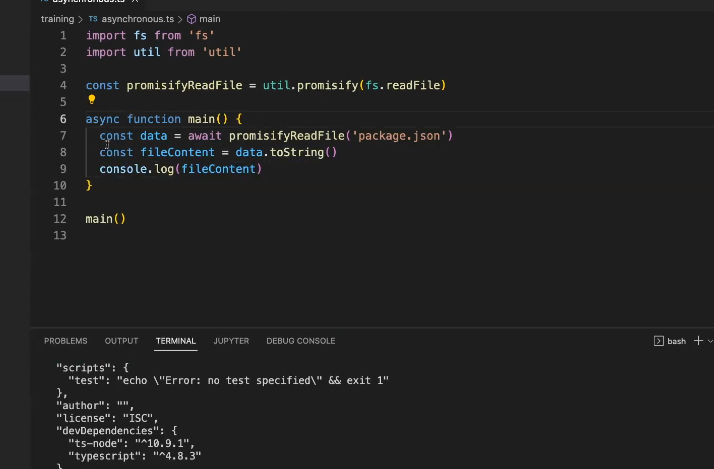 asynchronous.ts
training > TS asynchronous.ts > main
1 import fs from 'fs'
2 import util from 'util'
3
4 const promisifyReadFile = util.promisify(fs.readFile)
5
6 async function main() {
7 const data = await promisifyReadFile('package.json')
8 const fileContent = data.toString()
9 console.log(fileContent)
10 }
11
12 main()
13
PROBLEMS OUTPUT TERMINAL JUPYTER DEBUG CONSOLE bash
"scripts": {
"test": "echo \"Error: no test specified\" && exit 1"
},
"author": "",
"license": "ISC",
"devDependencies": {
"ts-node": "^10.9.1",
"typescript": "^4.8.3"
}